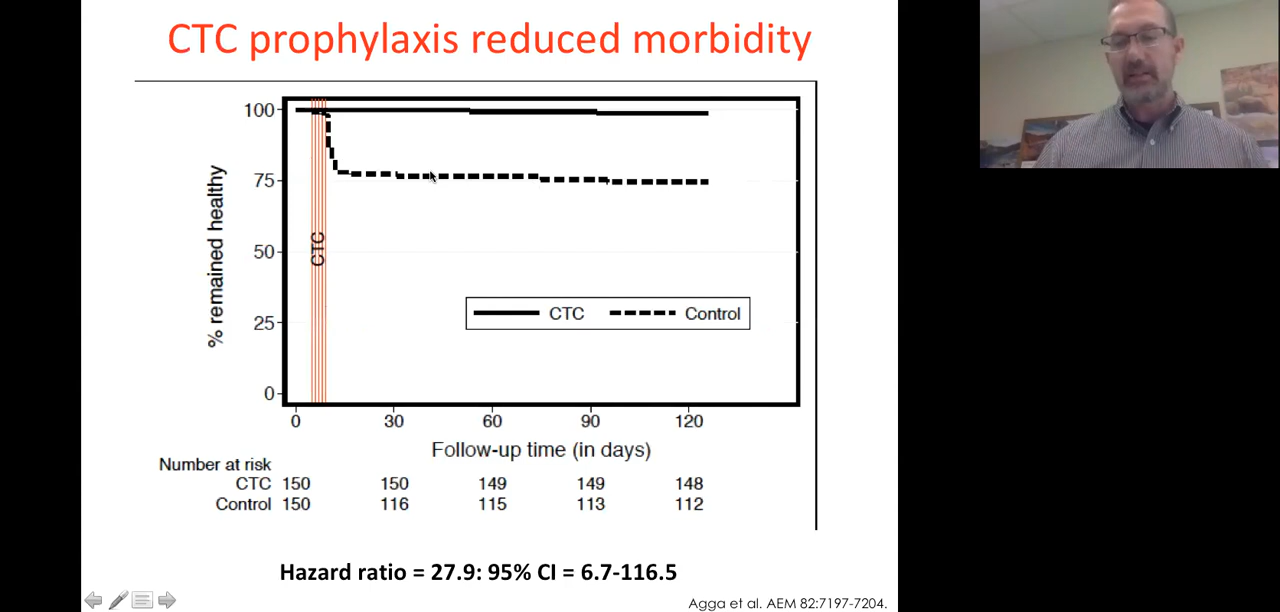 CTC prophylaxis reduced morbidity
100
75
50
25
0
% remained healthy
CTC
CTC Control
0 30 60 90 120
Follow-up time (in days)
Number at risk
CTC 150 150 149 149 148
Control 150 116 115 113 112
Hazard ratio = 27.9: 95% CI = 6.7-116.5
Agga et al. AEM 82:7197-7204.